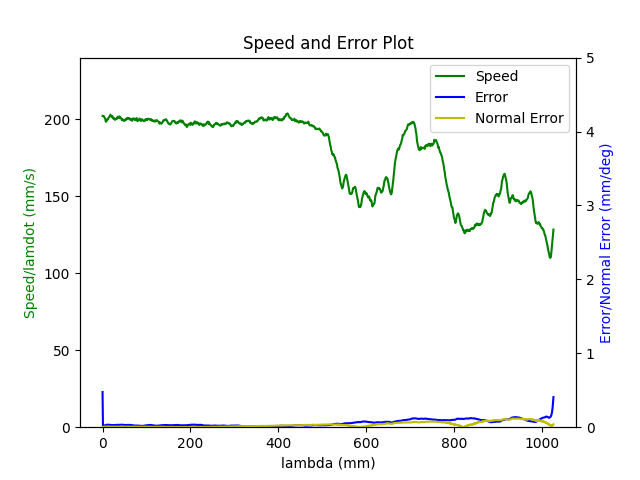 Speed and Error Plot
Speed
Error
Normal Error
Speed/lamdot (mm/s)
200
150
100
50
0
5
4
3
2
1
0
Error/Normal Error (mm/deg)
0
200
400
600
800
1000
lambda (mm)